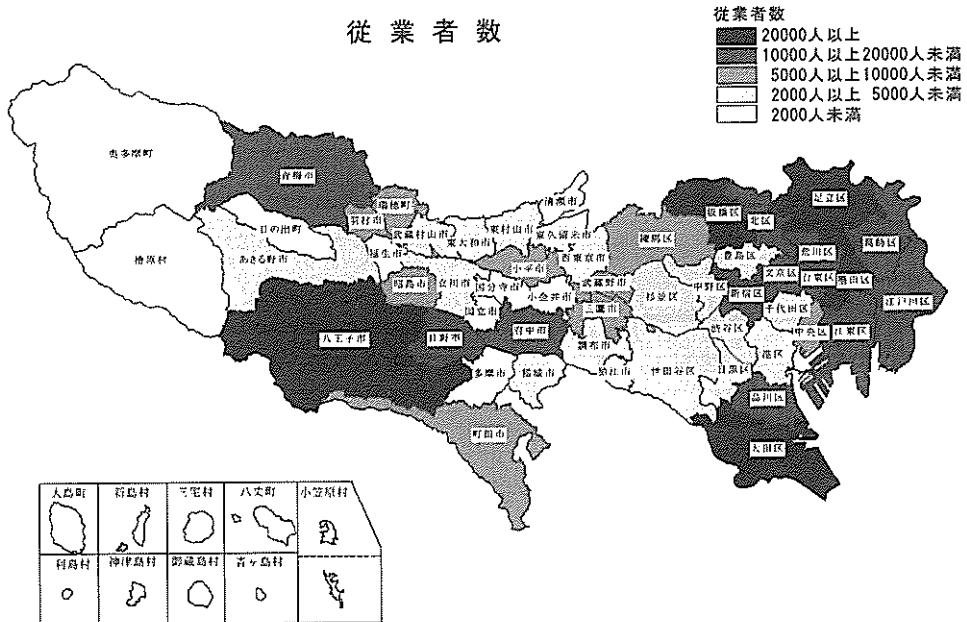 従業者数
従業者数
20000人以上
10000人以上20000人未満
5000人以上10000人未満
2000人以上 5000人未満
2000人未満
奥多摩町
青梅市
瑞穂町
羽村市
日の出町
檜原村
あきる野市
武蔵村山市
福生市
東大和市
東村山市
清瀬市
東久留米市
西東京市
小平市
昭島市
立川市
国分寺市
国立市
小金井市
武蔵野市
三鷹市
八王子市
日野市
府中市
調布市
狛江市
多摩市
稲城市
町田市
練馬区
板橋区
北区
足立区
葛飾区
豊島区
荒川区
文京区
台東区
墨田区
江戸川区
中野区
杉並区
新宿区
千代田区
渋谷区
中央区
江東区
港区
世田谷区
目黒区
品川区
大田区
大島町
新島村
三宅村
八丈町
小笠原村
利島村
神津島村
御蔵島村
青ヶ島村